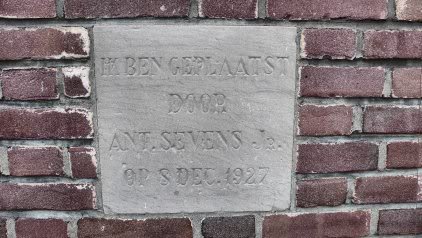 IK BEN GEPLAATST
DOOR
ANT. SEVENS Jr.
OP 8 DEC. 1927